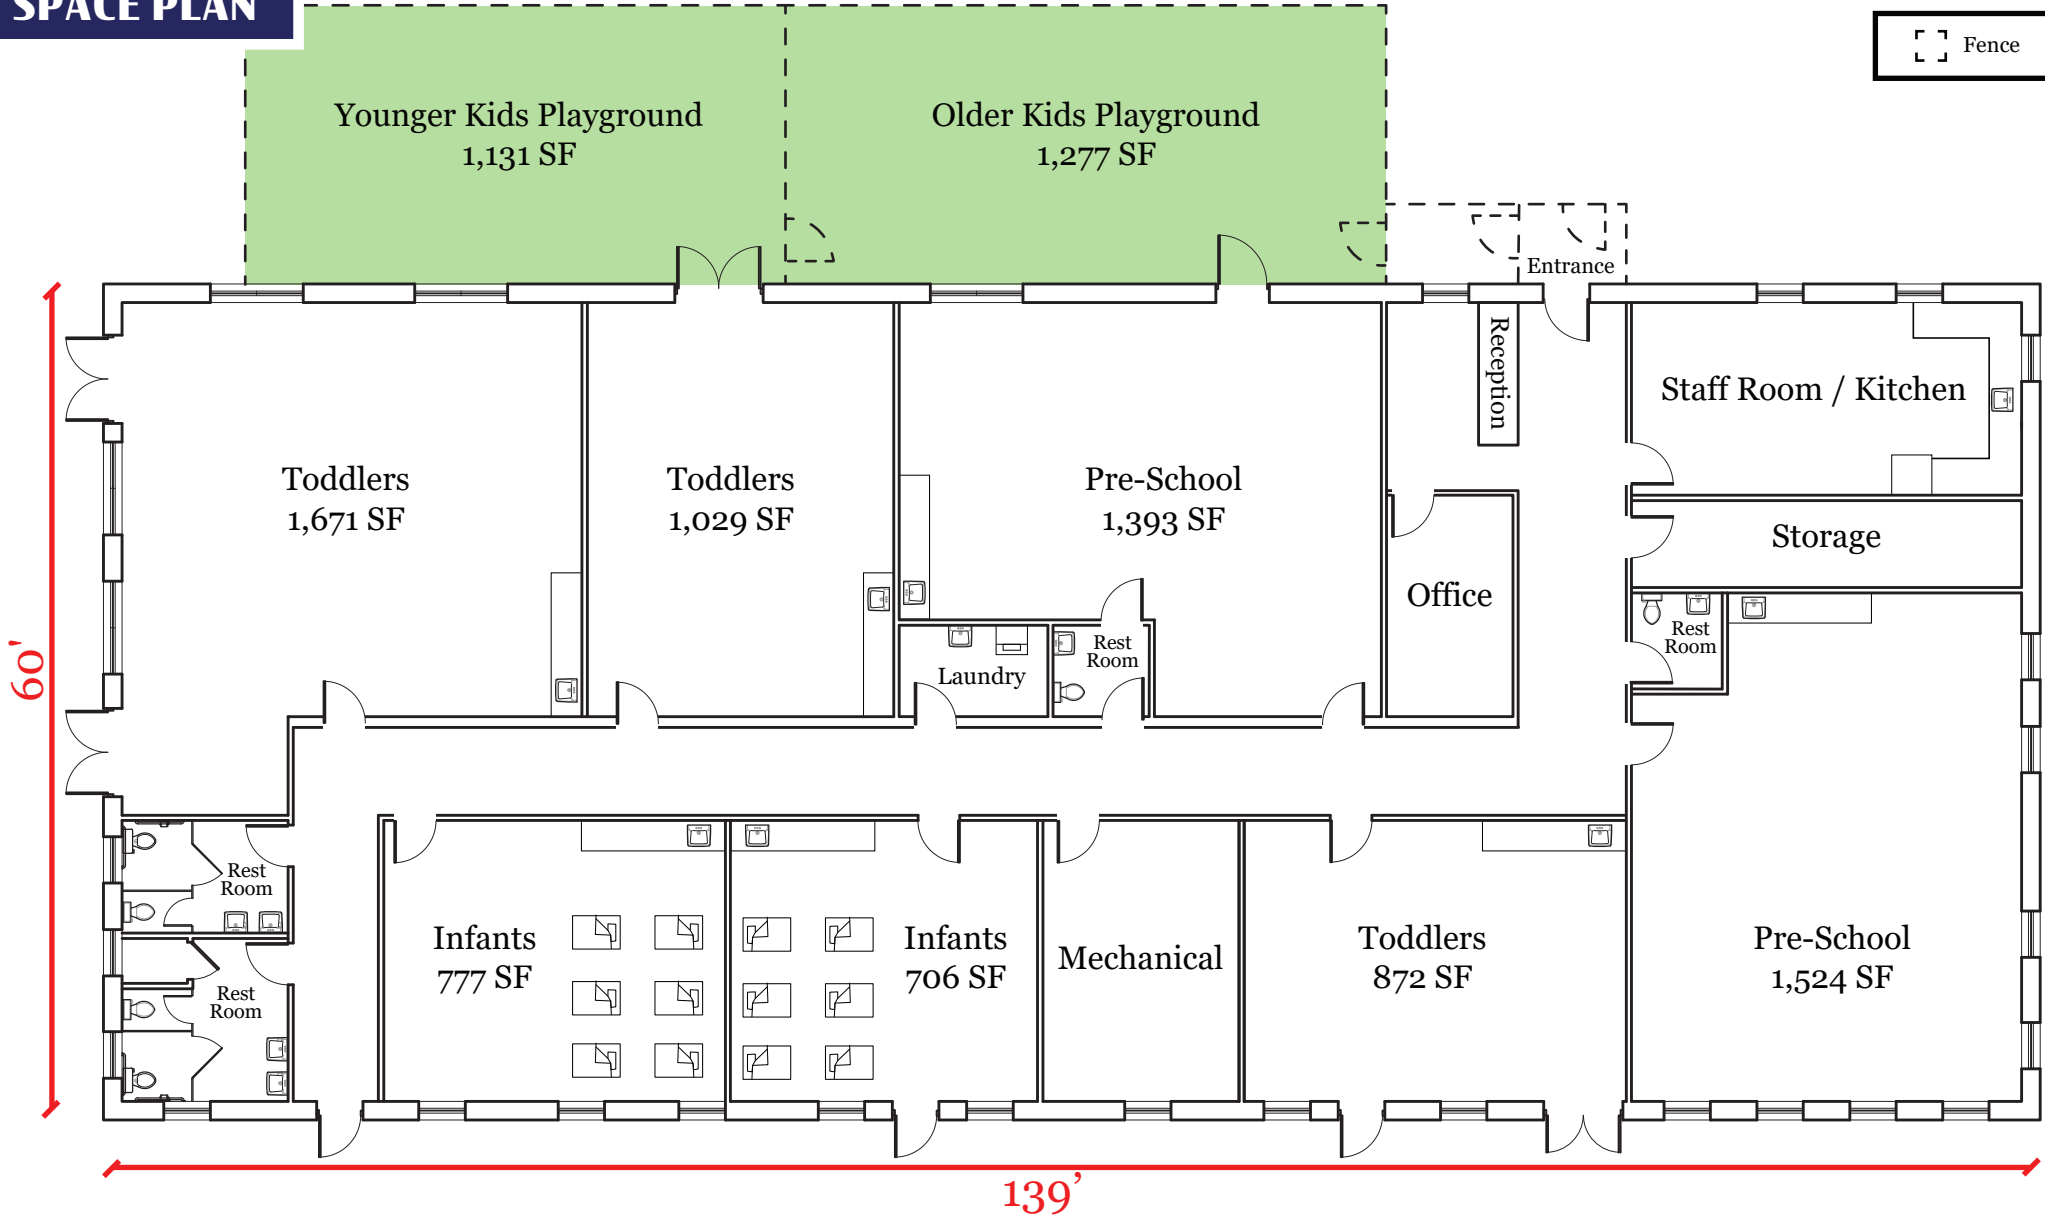 SPACE PLAN
Fence
Younger Kids Playground
1,131 SF
Older Kids Playground
1,277 SF
Entrance
Reception
Staff Room / Kitchen
Toddlers
1,671 SF
Toddlers
1,029 SF
Pre-School
1,393 SF
Storage
Office
Rest
Room
Laundry
Rest
Room
60'
Rest
Room
Infants
777 SF
Infants
706 SF
Mechanical
Toddlers
872 SF
Pre-School
1,524 SF
Rest
Room
139’